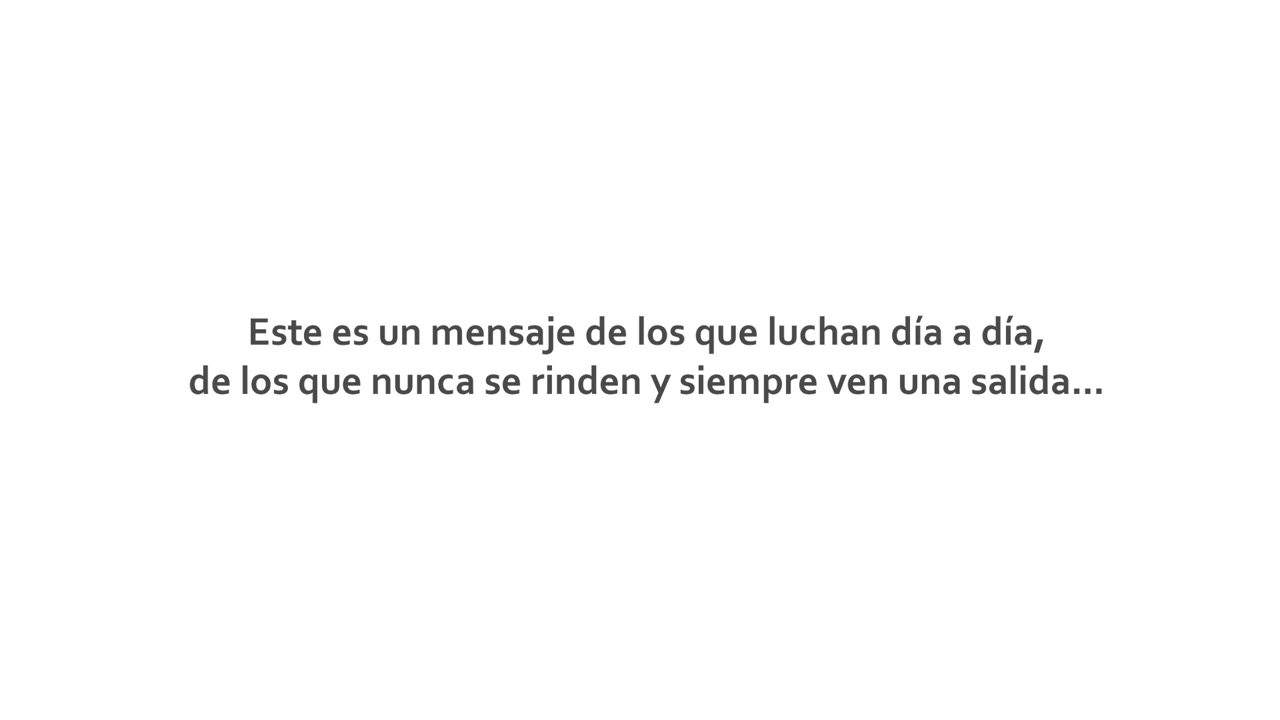 Este es un mensaje de los que luchan día a día,
de los que nunca se rinden y siempre ven una salida...